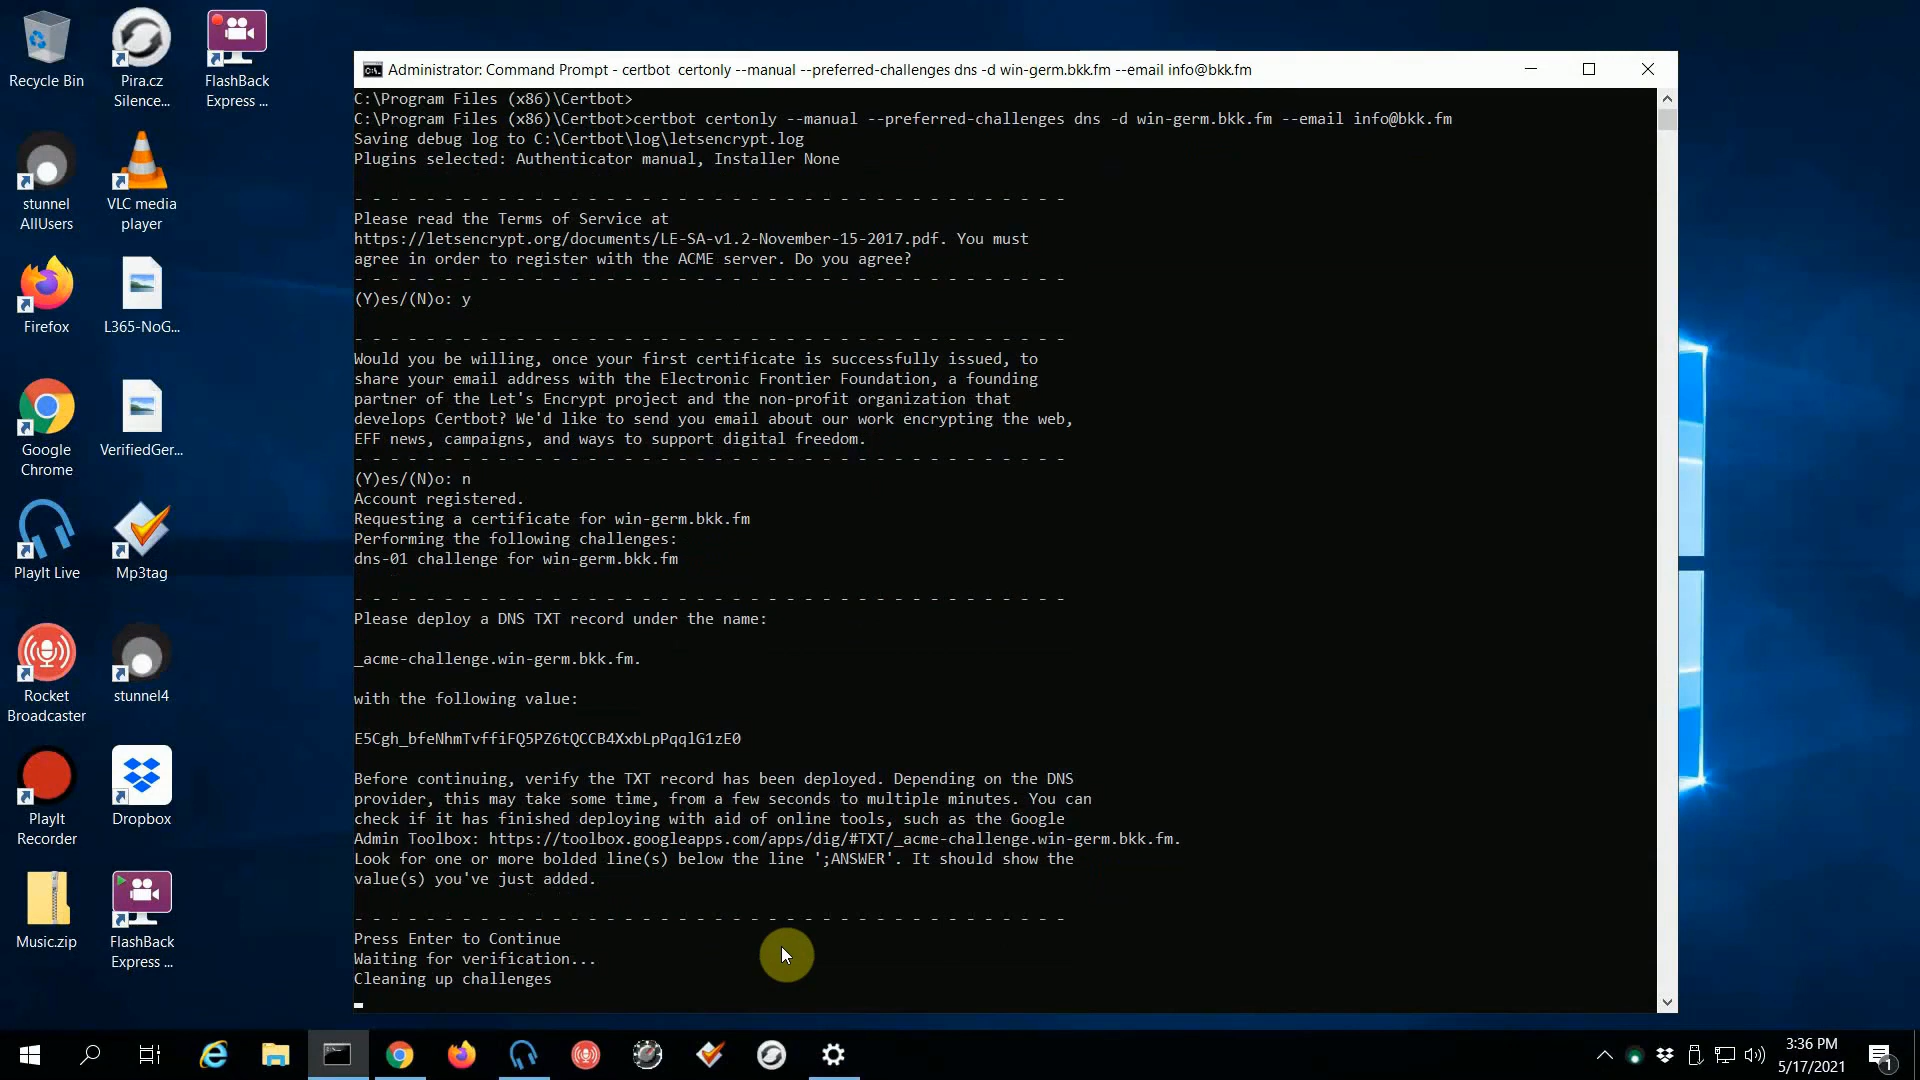 Recycle Bin
Pira.cz
Silence...
FlashBack
Express ...
stunnel
AllUsers
VLC media
player
Firefox
L365-NoG...
Google
Chrome
VerifiedGer...
PlayIt Live
Mp3tag
Rocket
Broadcaster
stunnel4
PlayIt
Recorder
Dropbox
Music.zip
FlashBack
Express ...
Administrator: Command Prompt - certbot  certonly --manual --preferred-challenges dns -d win-germ.bkk.fm --email info@bkk.fm
C:\Program Files (x86)\Certbot>
C:\Program Files (x86)\Certbot>certbot certonly --manual --preferred-challenges dns -d win-germ.bkk.fm --email info@bkk.fm
Saving debug log to C:\Certbot\log\letsencrypt.log
Plugins selected: Authenticator manual, Installer None
- - - - - - - - - - - - - - - - - - - - - - - - - - - - - - - - - - - - - - - -
Please read the Terms of Service at
https://letsencrypt.org/documents/LE-SA-v1.2-November-15-2017.pdf. You must
agree in order to register with the ACME server. Do you agree?
- - - - - - - - - - - - - - - - - - - - - - - - - - - - - - - - - - - - - - - -
(Y)es/(N)o: y
- - - - - - - - - - - - - - - - - - - - - - - - - - - - - - - - - - - - - - - -
Would you be willing, once your first certificate is successfully issued, to
share your email address with the Electronic Frontier Foundation, a founding
partner of the Let's Encrypt project and the non-profit organization that
develops Certbot? We'd like to send you email about our work encrypting the web,
EFF news, campaigns, and ways to support digital freedom.
- - - - - - - - - - - - - - - - - - - - - - - - - - - - - - - - - - - - - - - -
(Y)es/(N)o: n
Account registered.
Requesting a certificate for win-germ.bkk.fm
Performing the following challenges:
dns-01 challenge for win-germ.bkk.fm
- - - - - - - - - - - - - - - - - - - - - - - - - - - - - - - - - - - - - - - -
Please deploy a DNS TXT record under the name:
_acme-challenge.win-germ.bkk.fm.
with the following value:
E5Cgh_bfeNhmTvffiFQ5PZ6tQCCB4XxbLpPqqlG1zE0
Before continuing, verify the TXT record has been deployed. Depending on the DNS
provider, this may take some time, from a few seconds to multiple minutes. You can
check if it has finished deploying with aid of online tools, such as the Google
Admin Toolbox: https://toolbox.googleapps.com/apps/dig/#TXT/_acme-challenge.win-germ.bkk.fm.
Look for one or more bolded line(s) below the line ';ANSWER'. It should show the
value(s) you've just added.
- - - - - - - - - - - - - - - - - - - - - - - - - - - - - - - - - - - - - - - -
Press Enter to Continue
Waiting for verification...
Cleaning up challenges
3:36 PM
5/17/2021
1